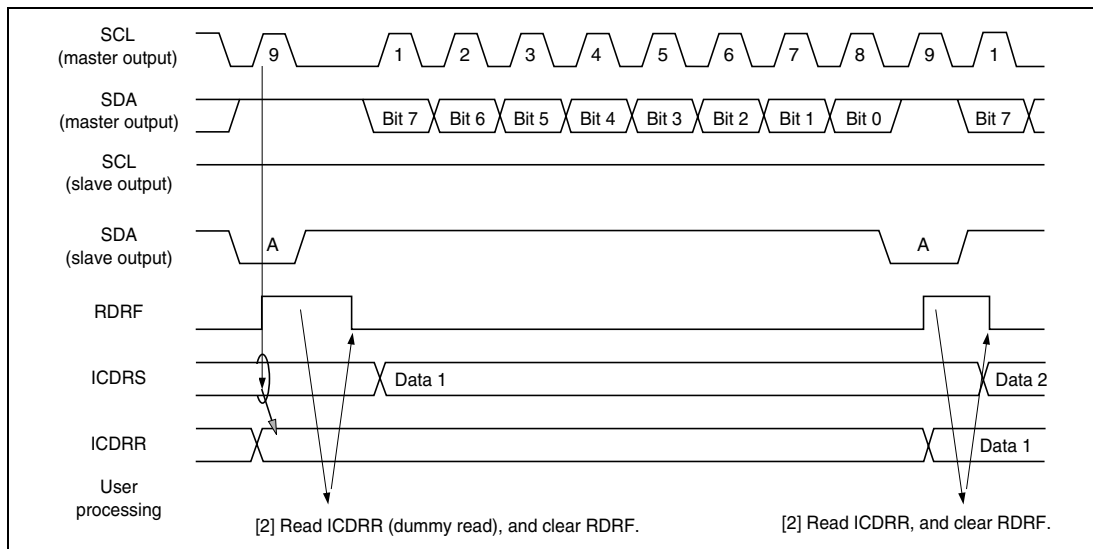 SCL
(master output)
9 1 2 3 4 5 6 7 8 9 1
SDA
(master output)
Bit 7 Bit 6 Bit 5 Bit 4 Bit 3 Bit 2 Bit 1 Bit 0 Bit 7
SCL
(slave output)
SDA
(slave output)
A A
RDRF
ICDRS
Data 1 Data 2
ICDRR
Data 1
User
processing
[2] Read ICDRR (dummy read), and clear RDRF. [2] Read ICDRR, and clear RDRF.